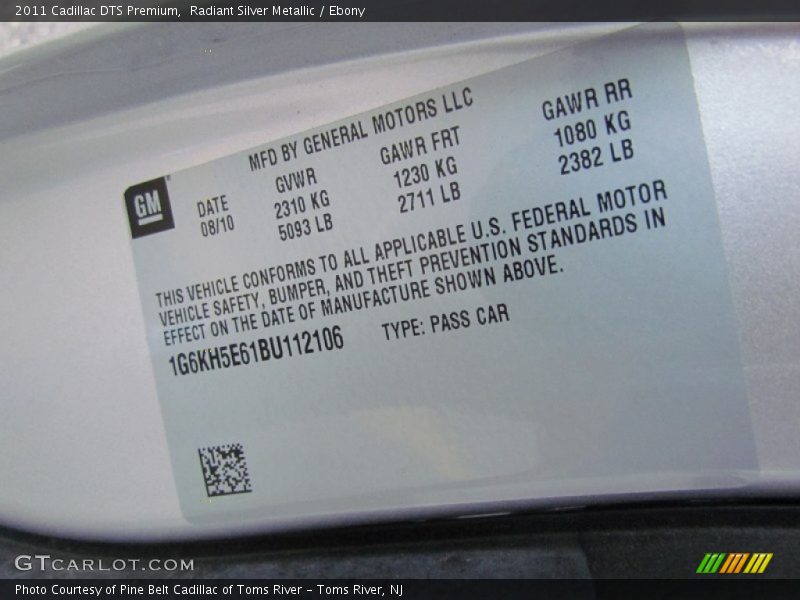 2011 Cadillac DTS Premium,  Radiant Silver Metallic / Ebony
MFD BY GENERAL MOTORS LLC
GM
DATE GVWR GAWR FRT GAWR RR
08/10 2310 KG 1230 KG 1080 KG
5093 LB 2711 LB 2382 LB
THIS VEHICLE CONFORMS TO ALL APPLICABLE U.S. FEDERAL MOTOR
VEHICLE SAFETY, BUMPER, AND THEFT PREVENTION STANDARDS IN
EFFECT ON THE DATE OF MANUFACTURE SHOWN ABOVE.
1G6KH5E61BU112106 TYPE: PASS CAR
GTCARLOT.COM
Photo Courtesy of Pine Belt Cadillac of Toms River – Toms River, NJ